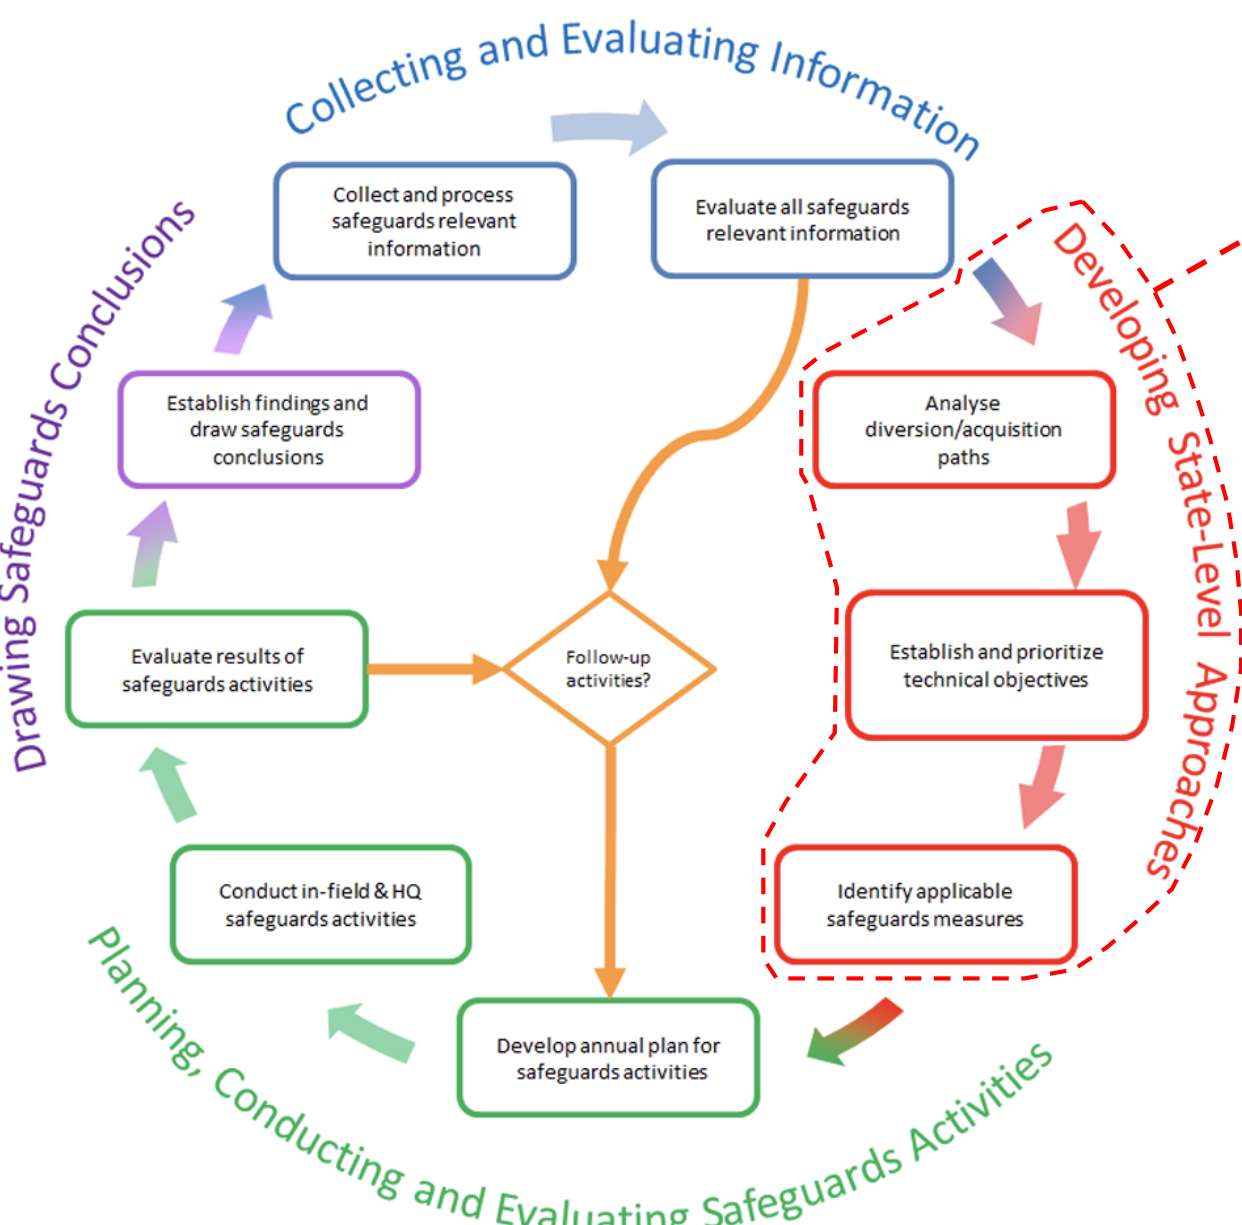 Collecting and Evaluating Information
Collect and process
safeguards relevant
information
Evaluate all safeguards
relevant information
Developing State-Level Approaches
Analyse
diversion/acquisition
paths
Establish and prioritize
technical objectives
Identify applicable
safeguards measures
Follow-up
activities?
Develop annual plan for
safeguards activities
Planning, Conducting and Evaluating Safeguards Activities
Conduct in-field & HQ
safeguards activities
Evaluate results of
safeguards activities
Drawing Safeguards Conclusions
Establish findings and
draw safeguards
conclusions